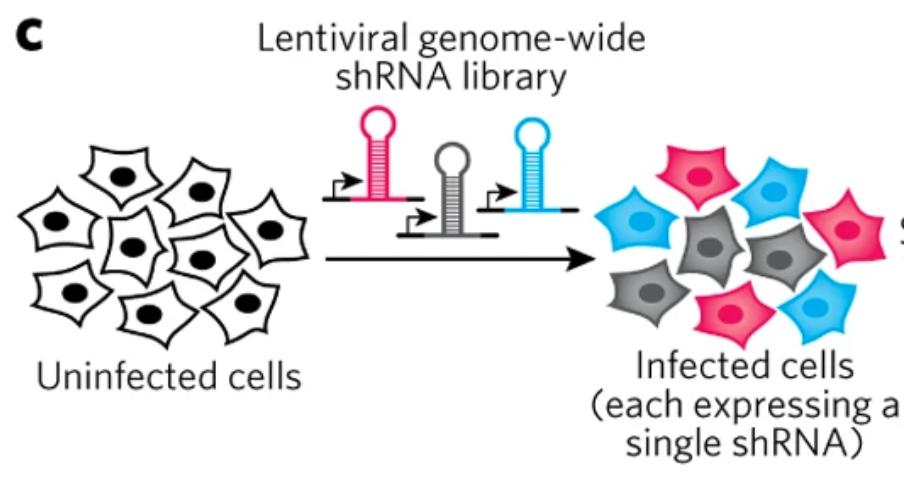 c
Lentiviral genome-wide
shRNA library
Uninfected cells
Infected cells
(each expressing a
single shRNA)